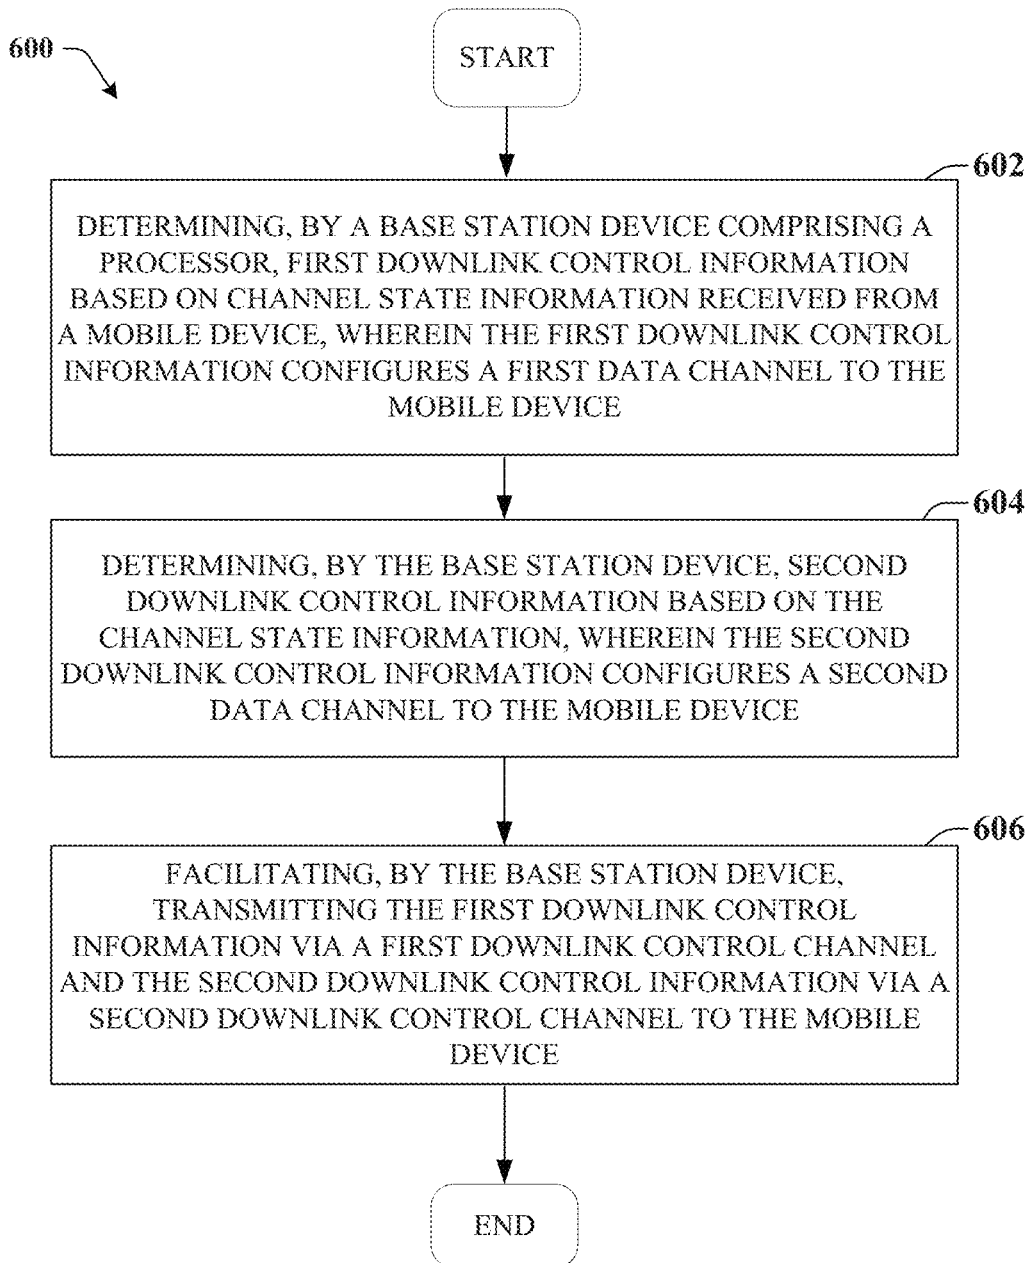 600
START
602
DETERMINING, BY A BASE STATION DEVICE COMPRISING A
PROCESSOR, FIRST DOWNLINK CONTROL INFORMATION
BASED ON CHANNEL STATE INFORMATION RECEIVED FROM
A MOBILE DEVICE, WHEREIN THE FIRST DOWNLINK CONTROL
INFORMATION CONFIGURES A FIRST DATA CHANNEL TO THE
MOBILE DEVICE
604
DETERMINING, BY THE BASE STATION DEVICE, SECOND
DOWNLINK CONTROL INFORMATION BASED ON THE
CHANNEL STATE INFORMATION, WHEREIN THE SECOND
DOWNLINK CONTROL INFORMATION CONFIGURES A SECOND
DATA CHANNEL TO THE MOBILE DEVICE
606
FACILITATING, BY THE BASE STATION DEVICE,
TRANSMITTING THE FIRST DOWNLINK CONTROL
INFORMATION VIA A FIRST DOWNLINK CONTROL CHANNEL
AND THE SECOND DOWNLINK CONTROL INFORMATION VIA A
SECOND DOWNLINK CONTROL CHANNEL TO THE MOBILE
DEVICE
END